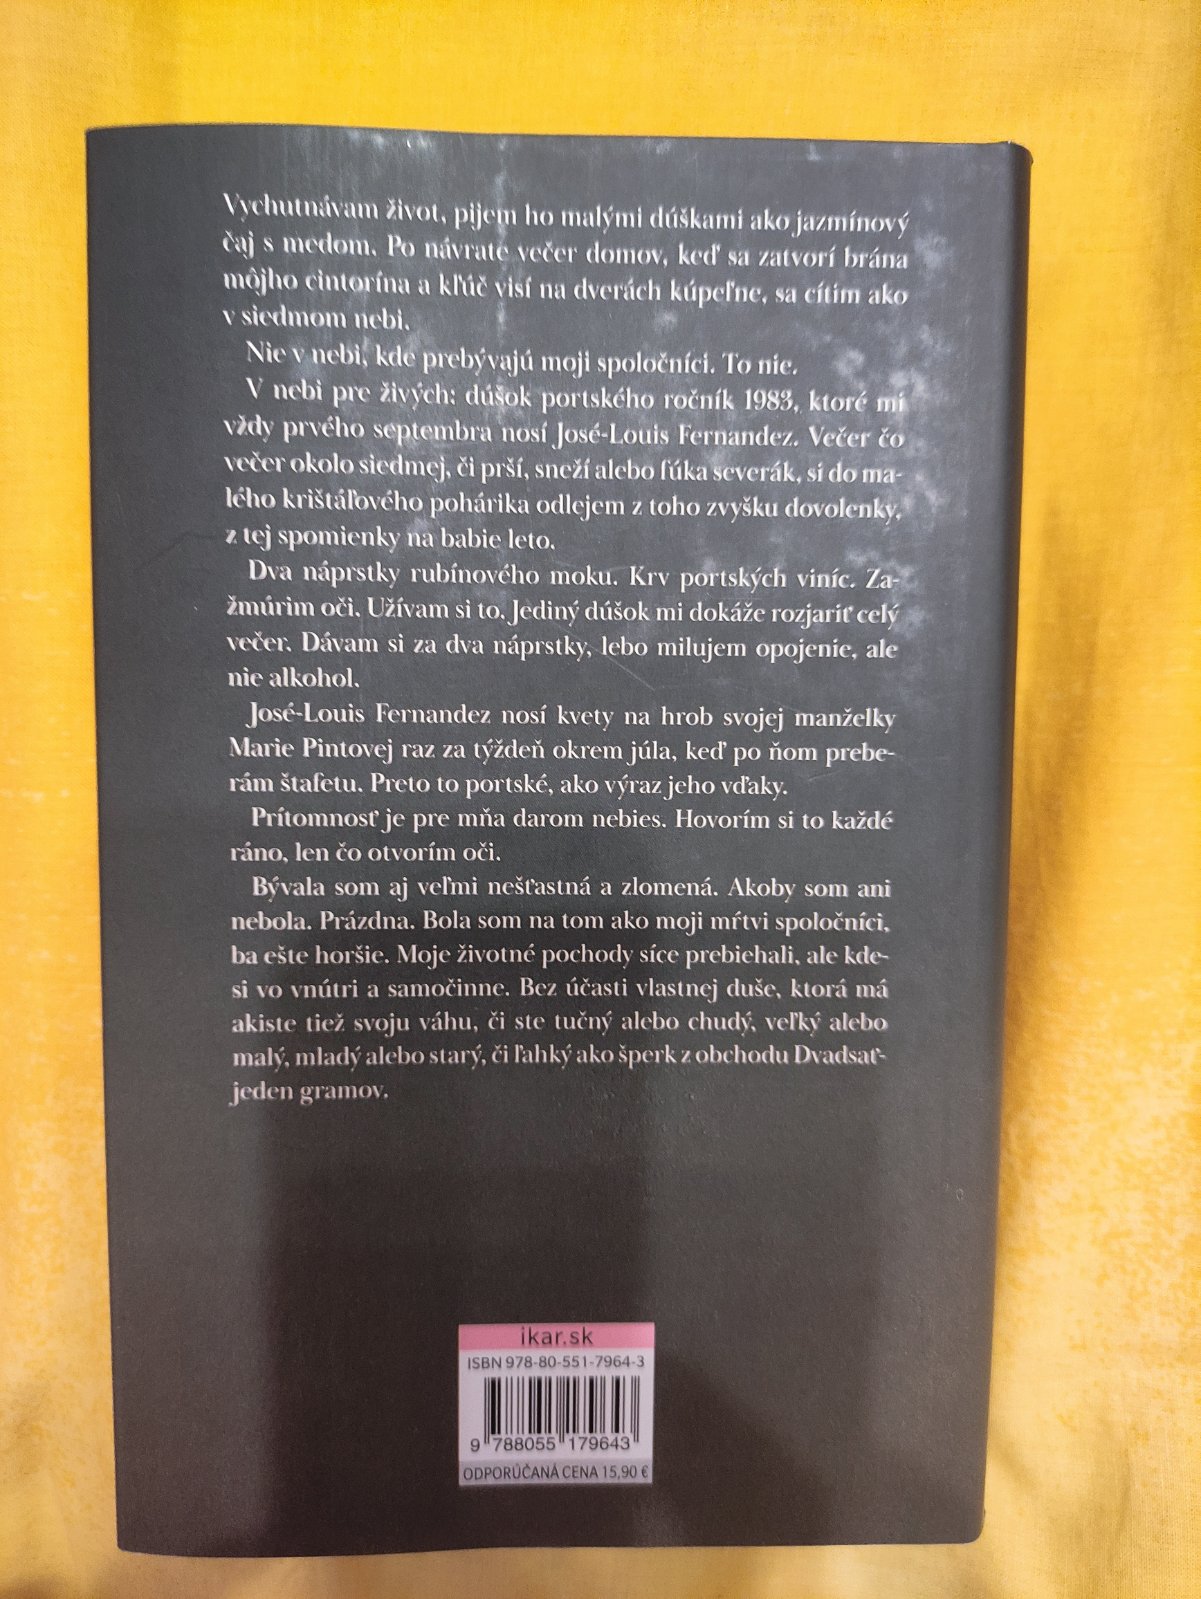 Vychutnávam život, pijem ho malými dúškami ako jazmínový
čaj s medom. Po návrate večer domov, keď sa zatvorí brána
môjho cintorína a kľúč visí na dverách kúpeľne, sa cítim ako
v siedmom nebi.
Nie v nebi, kde prebývajú moji spoločníci. To nie.
V nebi pre živých: dúšok portského ročník 1983, ktoré mi
vždy prvého septembra nosí José-Louis Fernandez. Večer čo
večer okolo siedmej, či prší, sneží alebo fúka severák, si do ma-
lého krištáľového pohárika odlejem z toho zvyšku dovolenky,
z tej spomienky na babie leto.
Dva náprstky rubínového moku. Krv portských viníc. Za-
žmúrim oči. Užívam si to. Jediný dúšok mi dokáže rozjariť celý
večer. Dávam si za dva náprstky, lebo milujem opojenie, ale
nie alkohol.
José-Louis Fernandez nosí kvety na hrob svojej manželky
Marie Pintovej raz za týždeň okrem júla, keď po ňom prebe-
rám štafetu. Preto to portské, ako výraz jeho vďaky.
Prítomnosť je pre mňa darom nebies. Hovorím si to každé
ráno, len čo otvorím oči.
Bývala som aj veľmi nešťastná a zlomená. Akoby som ani
nebola. Prázdna. Bola som na tom ako moji mŕtvi spoločníci,
ba ešte horšie. Moje životné pochody síce prebiehali, ale kde-
si vo vnútri a samočinne. Bez účasti vlastnej duše, ktorá má
akiste tiež svoju váhu, či ste tučný alebo chudý, veľký alebo
malý, mladý alebo starý, či ľahký ako šperk z obchodu Dvadsať-
jeden gramov.
ikar.sk
ISBN 978-80-551-7964-3
9 788055 179643
ODPORÚČANÁ CENA 15,90 €